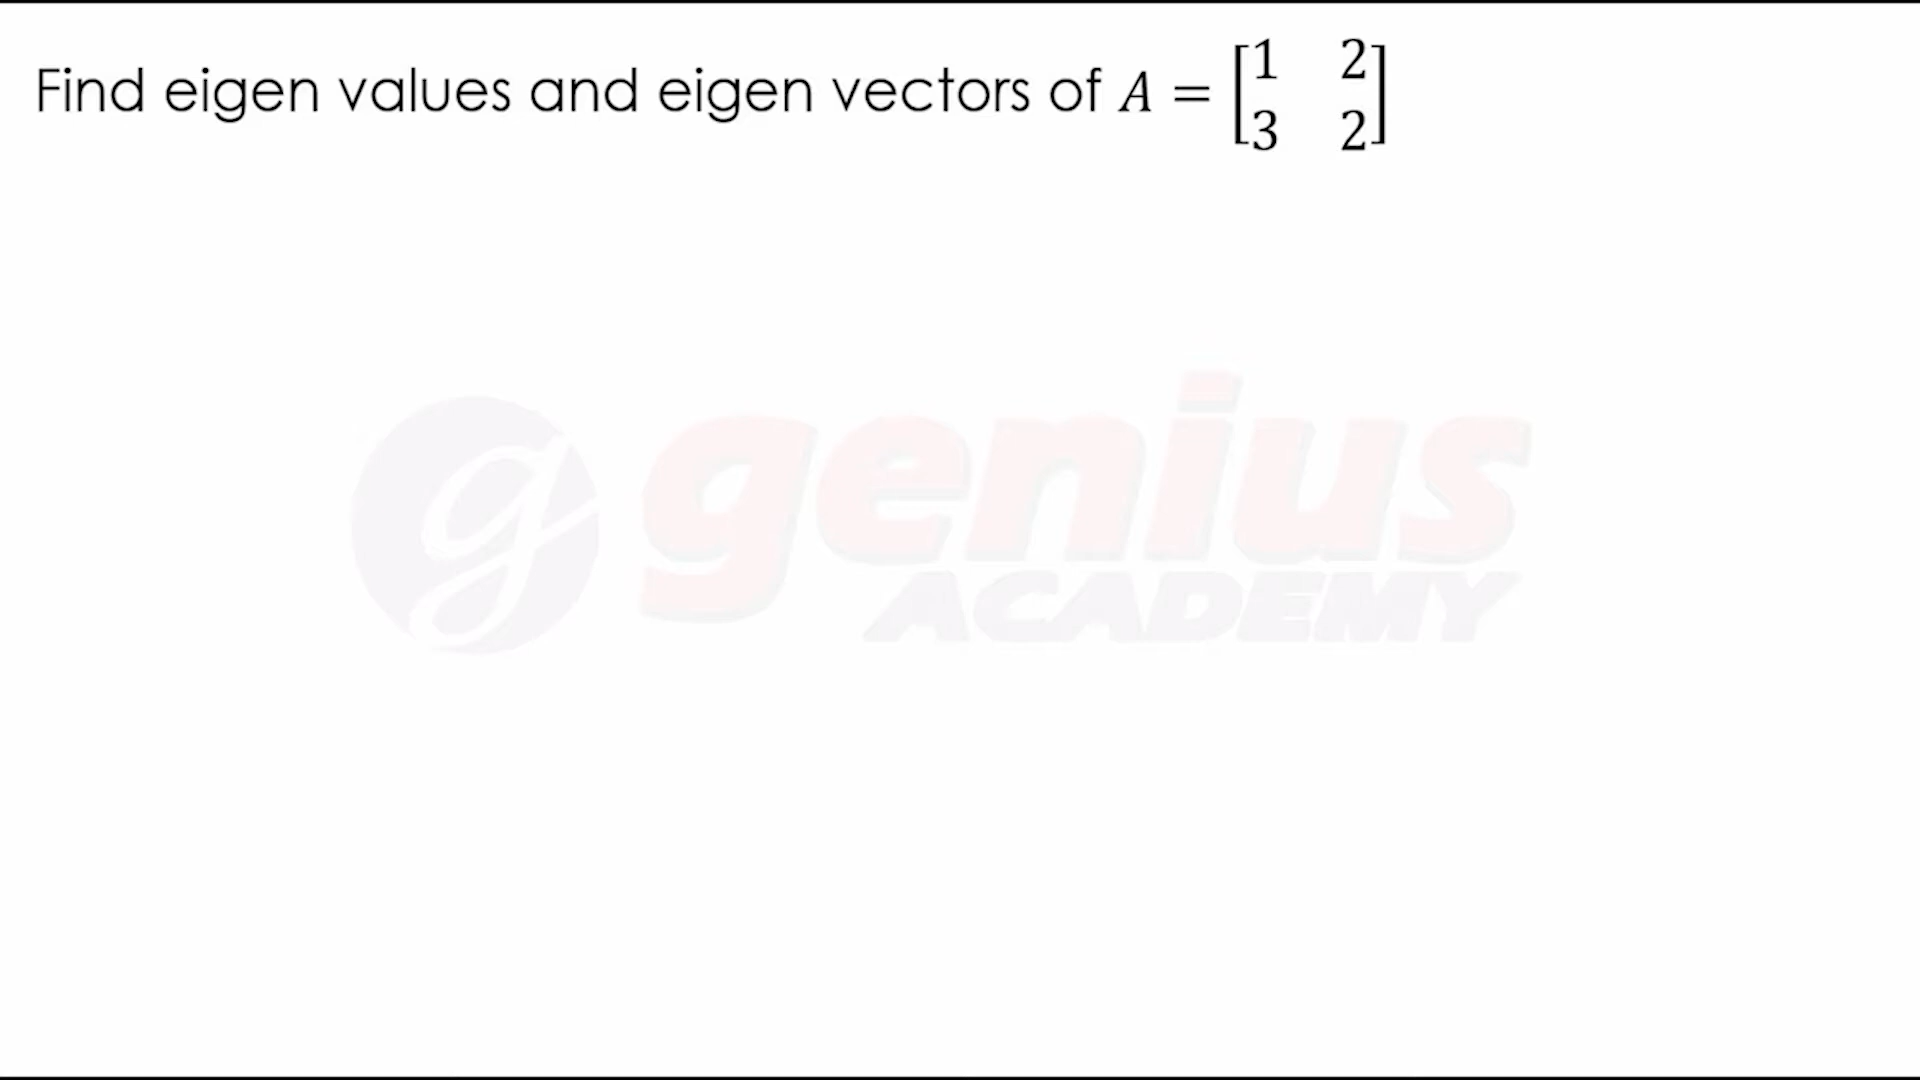 Find eigen values and eigen vectors of A = [1 2
3 2]
g genius
ACADEMY